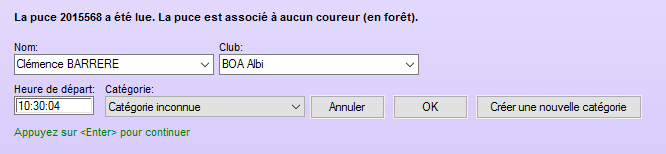 La puce 2015568 a été lue. La puce est associé à aucun coureur (en forêt).
Nom: Club:
Clémence BARRERE BOA Albi
Heure de départ: Catégorie:
10:30:04 Catégorie inconnue Annuler OK Créer une nouvelle catégorie
Appuyez sur <Enter> pour continuer